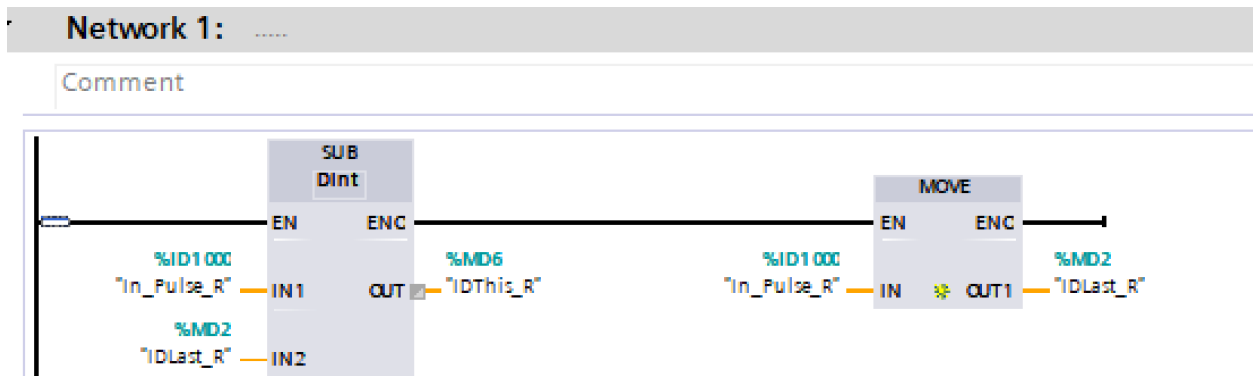 Network 1: .....
Comment
SUB
DInt
MOVE
EN ENO EN ENO
%ID1000 %MD6 %ID1000 %MD2
"In_Pulse_R" IN1 OUT "IDThis_R" "In_Pulse_R" IN OUT1 "IDLast_R"
%MD2
"IDLast_R" IN2